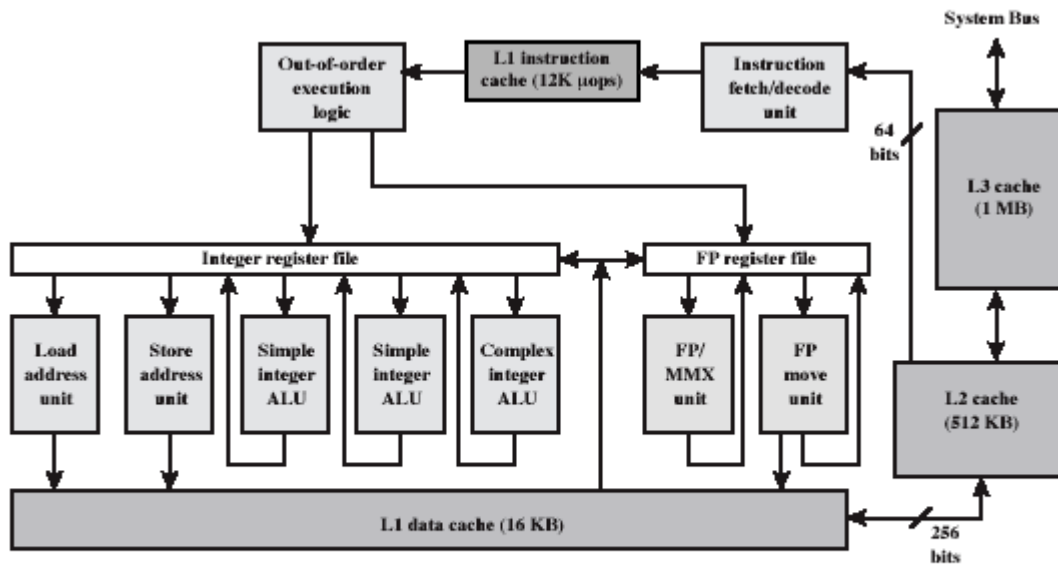 System Bus
Out-of-order
execution
logic
L1 instruction
cache (12K µops)
Instruction
fetch/decode
unit
64
bits
L3 cache
(1 MB)
Integer register file
FP register file
Load
address
unit
Store
address
unit
Simple
integer
ALU
Simple
integer
ALU
Complex
integer
ALU
FP/
MMX
unit
FP
move
unit
L2 cache
(512 KB)
L1 data cache (16 KB)
256
bits